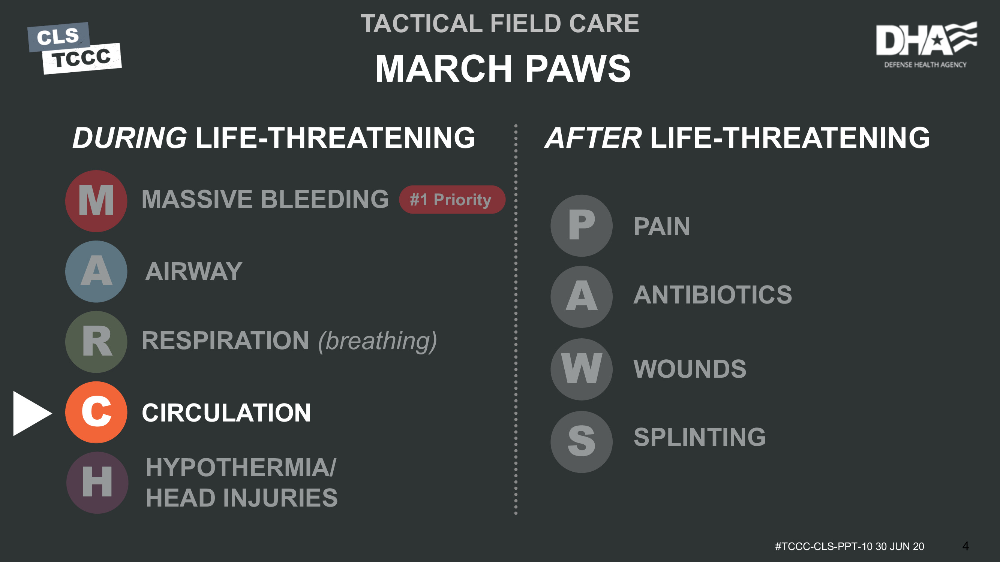 CLS
TCCC
TACTICAL FIELD CARE
MARCH PAWS
DHA
DEFENSE HEALTH AGENCY
DURING LIFE-THREATENING
M MASSIVE BLEEDING #1 Priority
A AIRWAY
R RESPIRATION (breathing)
C CIRCULATION
H HYPOTHERMIA/
HEAD INJURIES
AFTER LIFE-THREATENING
P PAIN
A ANTIBIOTICS
W WOUNDS
S SPLINTING
#TCCC-CLS-PPT-10 30 JUN 20 4